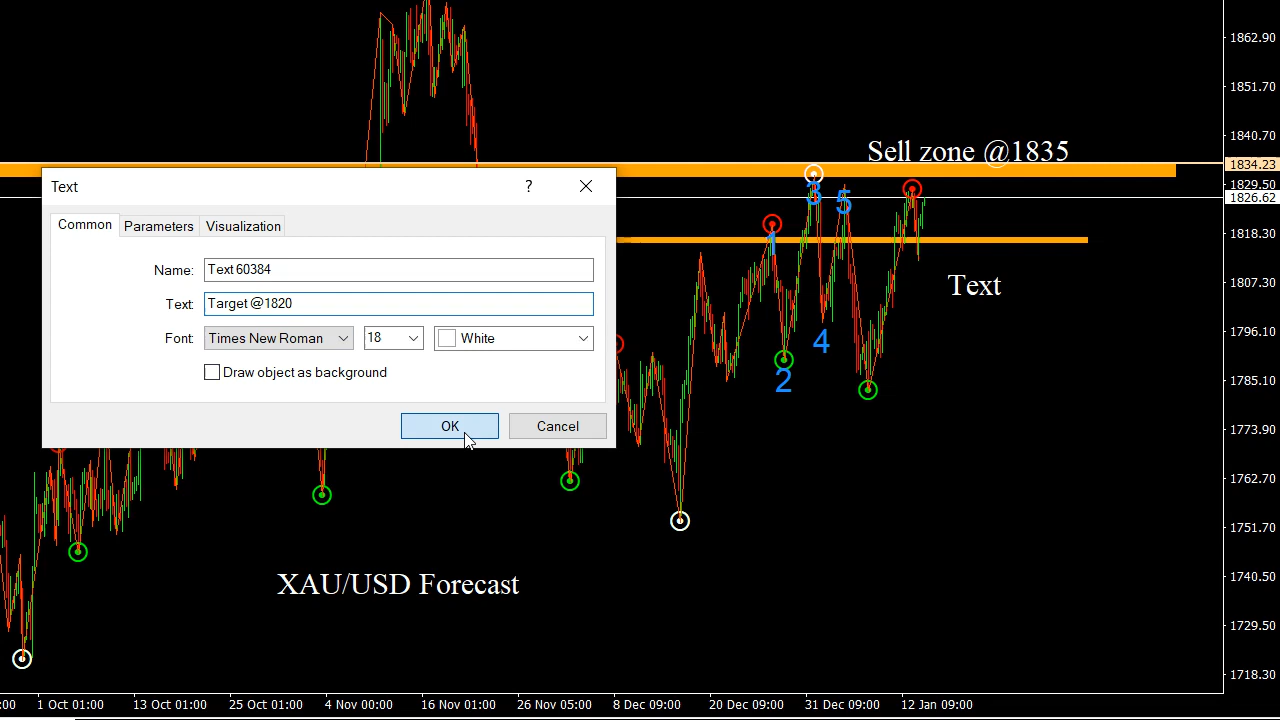 1862.90
1851.70
1840.70
Sell zone @1835
1834.23
1829.50
1826.62
1818.30
1807.30
1796.10
1785.10
1773.90
1762.70
1751.70
1740.50
1729.50
1718.30
Text
?
Common
Parameters
Visualization
Name:
Text 60384
Text:
Target @1820
Font:
Times New Roman
18
White
Draw object as background
OK
Cancel
3
5
1
4
2
Text
XAU/USD Forecast
:00
1 Oct 01:00
13 Oct 01:00
25 Oct 01:00
4 Nov 00:00
16 Nov 01:00
26 Nov 05:00
8 Dec 09:00
20 Dec 09:00
31 Dec 09:00
12 Jan 09:00